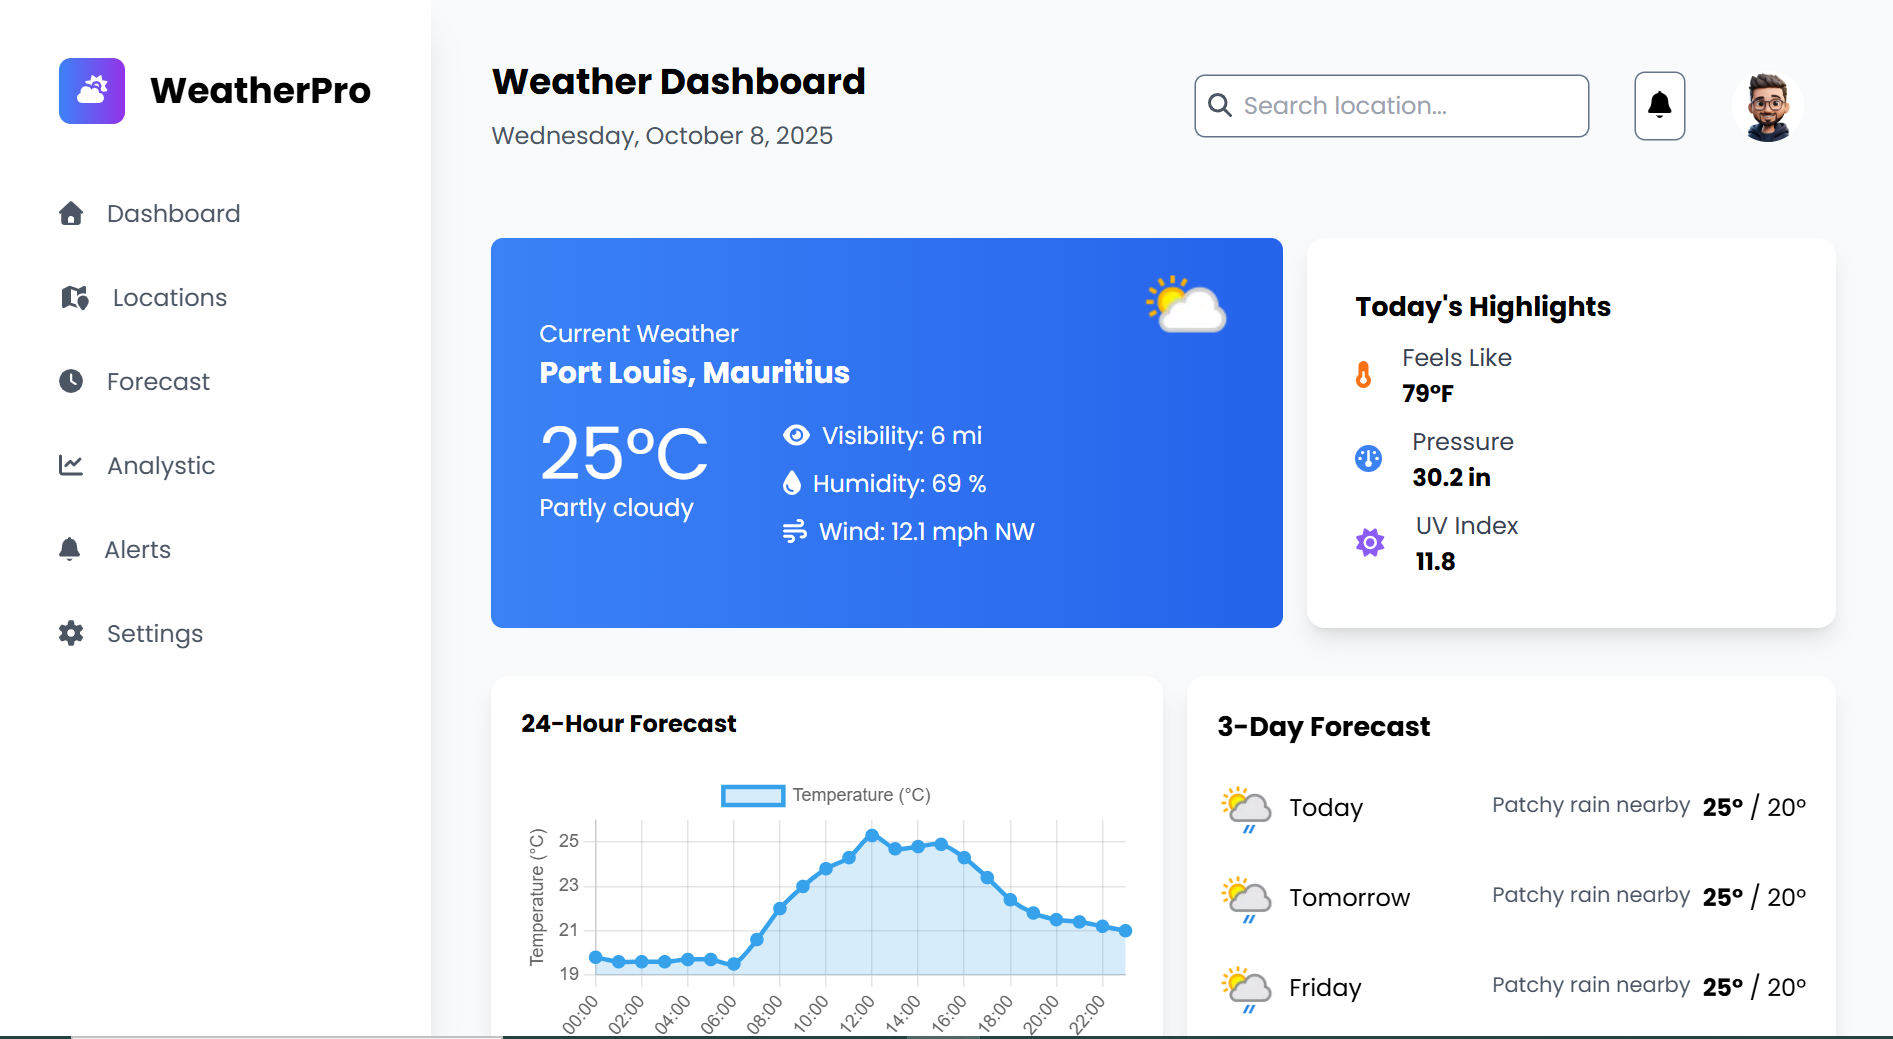 WeatherPro
Dashboard
Locations
Forecast
Analystic
Alerts
Settings
Weather Dashboard
Wednesday, October 8, 2025
Search location...
Current Weather
Port Louis, Mauritius
25°C
Partly cloudy
Visibility: 6 mi
Humidity: 69 %
Wind: 12.1 mph NW
Today's Highlights
Feels Like
79°F
Pressure
30.2 in
UV Index
11.8
24-Hour Forecast
Temperature (°C)
Temperature (°C)
25
23
21
19
00:00
02:00
04:00
06:00
08:00
10:00
12:00
14:00
16:00
18:00
20:00
22:00
3-Day Forecast
Today Patchy rain nearby 25° / 20°
Tomorrow Patchy rain nearby 25° / 20°
Friday Patchy rain nearby 25° / 20°